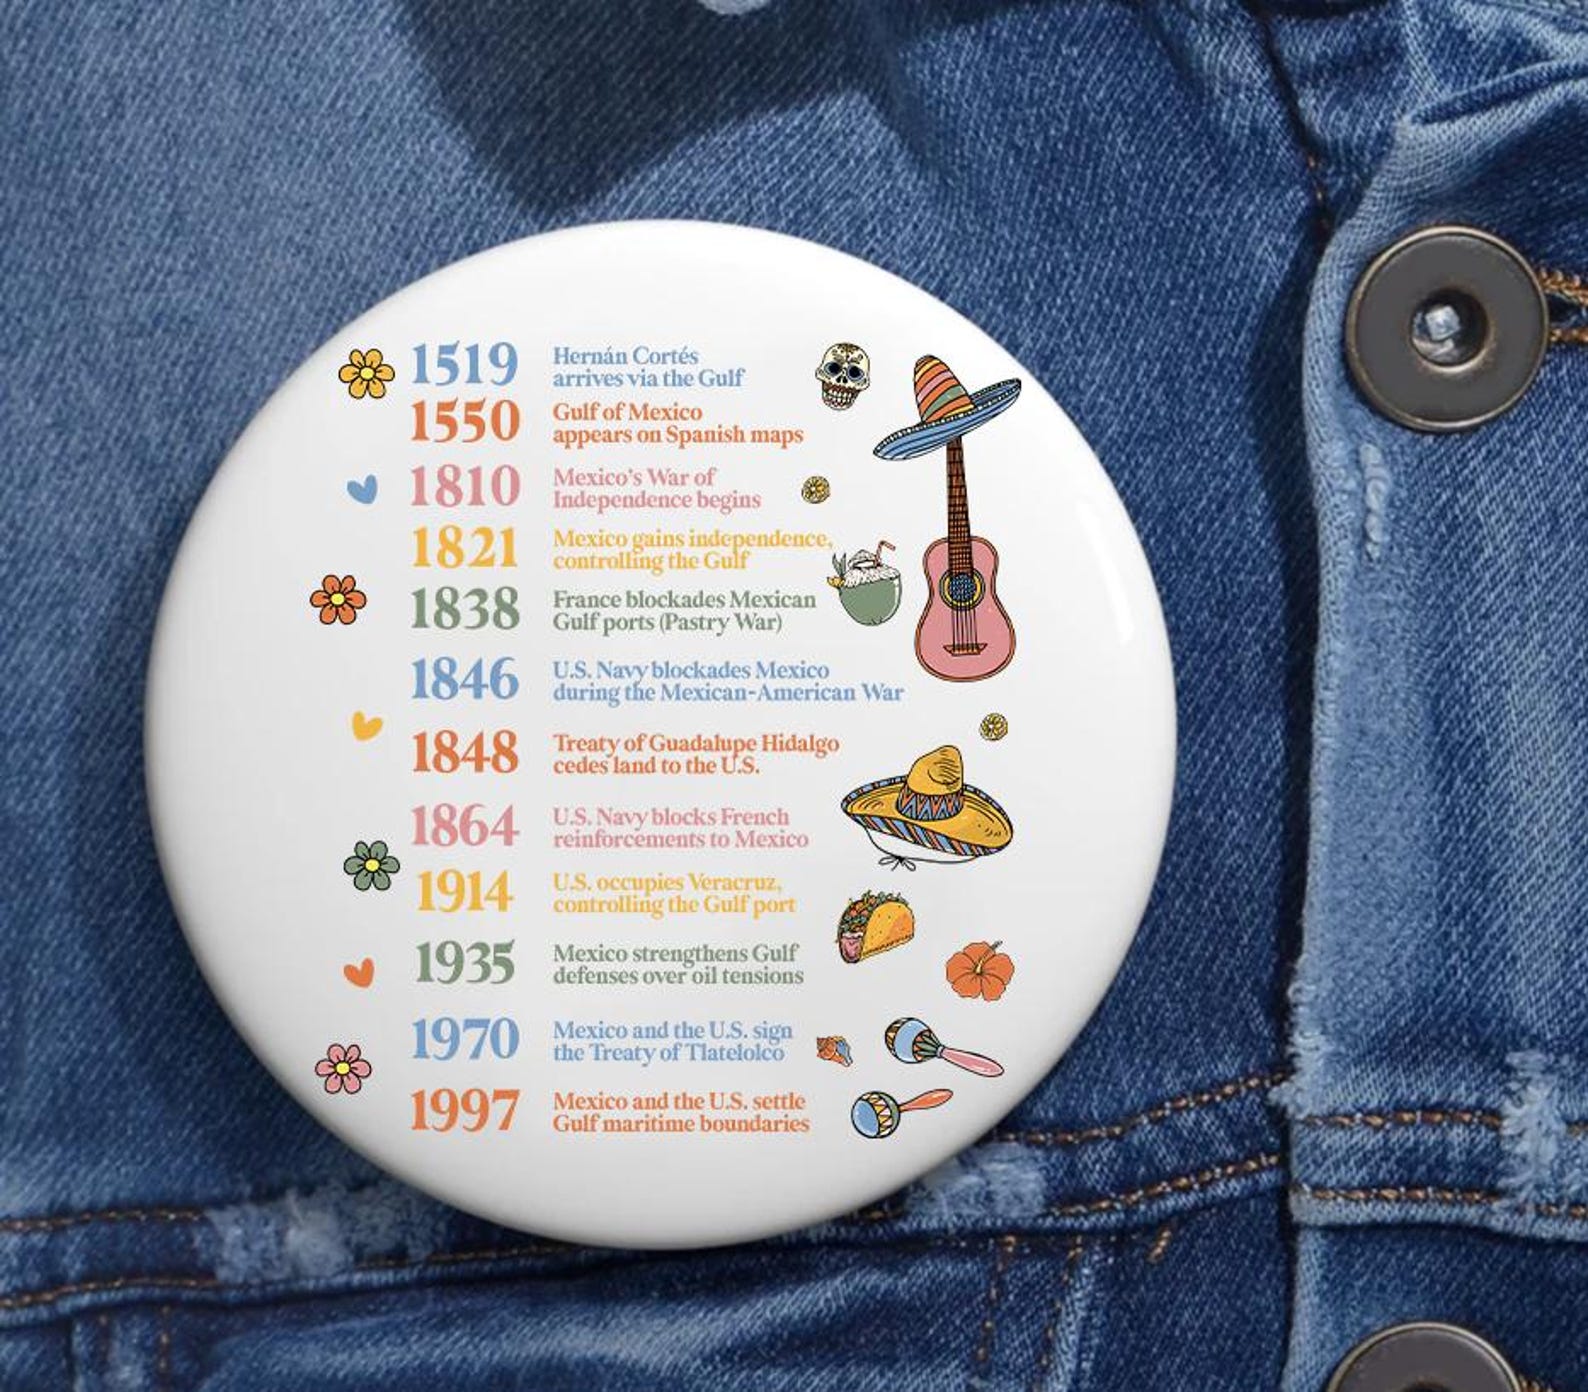 1519 Hernán Cortés
arrives via the Gulf
1550 Gulf of Mexico
appears on Spanish maps
1810 Mexico's War of
Independence begins
1821 Mexico gains independence,
controlling the Gulf
1838 France blockades Mexican
Gulf ports (Pastry War)
1846 U.S. Navy blockades Mexico
during the Mexican-American War
1848 Treaty of Guadalupe Hidalgo
cedes land to the U.S.
1864 U.S. Navy blocks French
reinforcements to Mexico
1914 U.S. occupies Veracruz,
controlling the Gulf port
1935 Mexico strengthens Gulf
defenses over oil tensions
1970 Mexico and the U.S. sign
the Treaty of Tlatelolco
1997 Mexico and the U.S. settle
Gulf maritime boundaries